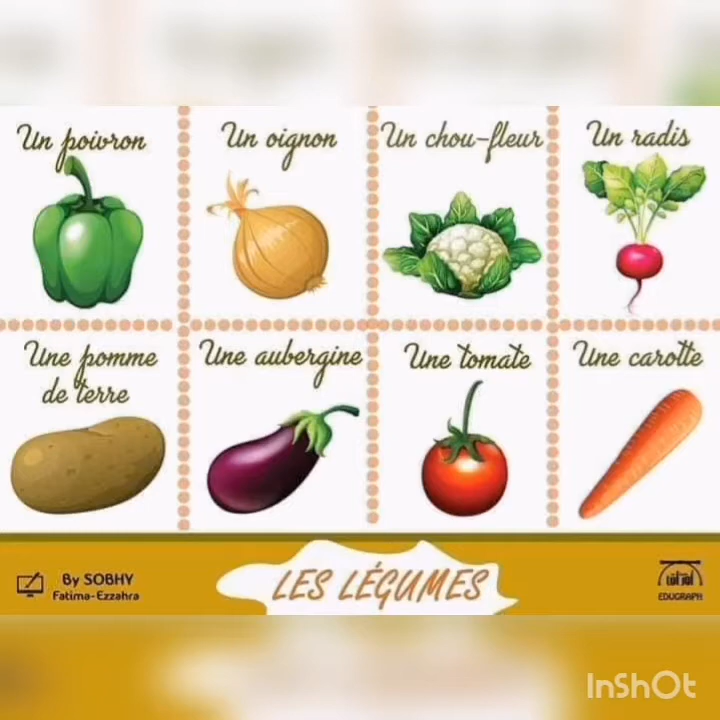 Un poivron
Un oignon
Un chou-fleur
Un radis
Une pomme
de terre
Une aubergine
Une tomate
Une carotte
By SOBHY
Fatima-Ezzahra
LES LÉGUMES
EDUGRAPH
InShOt